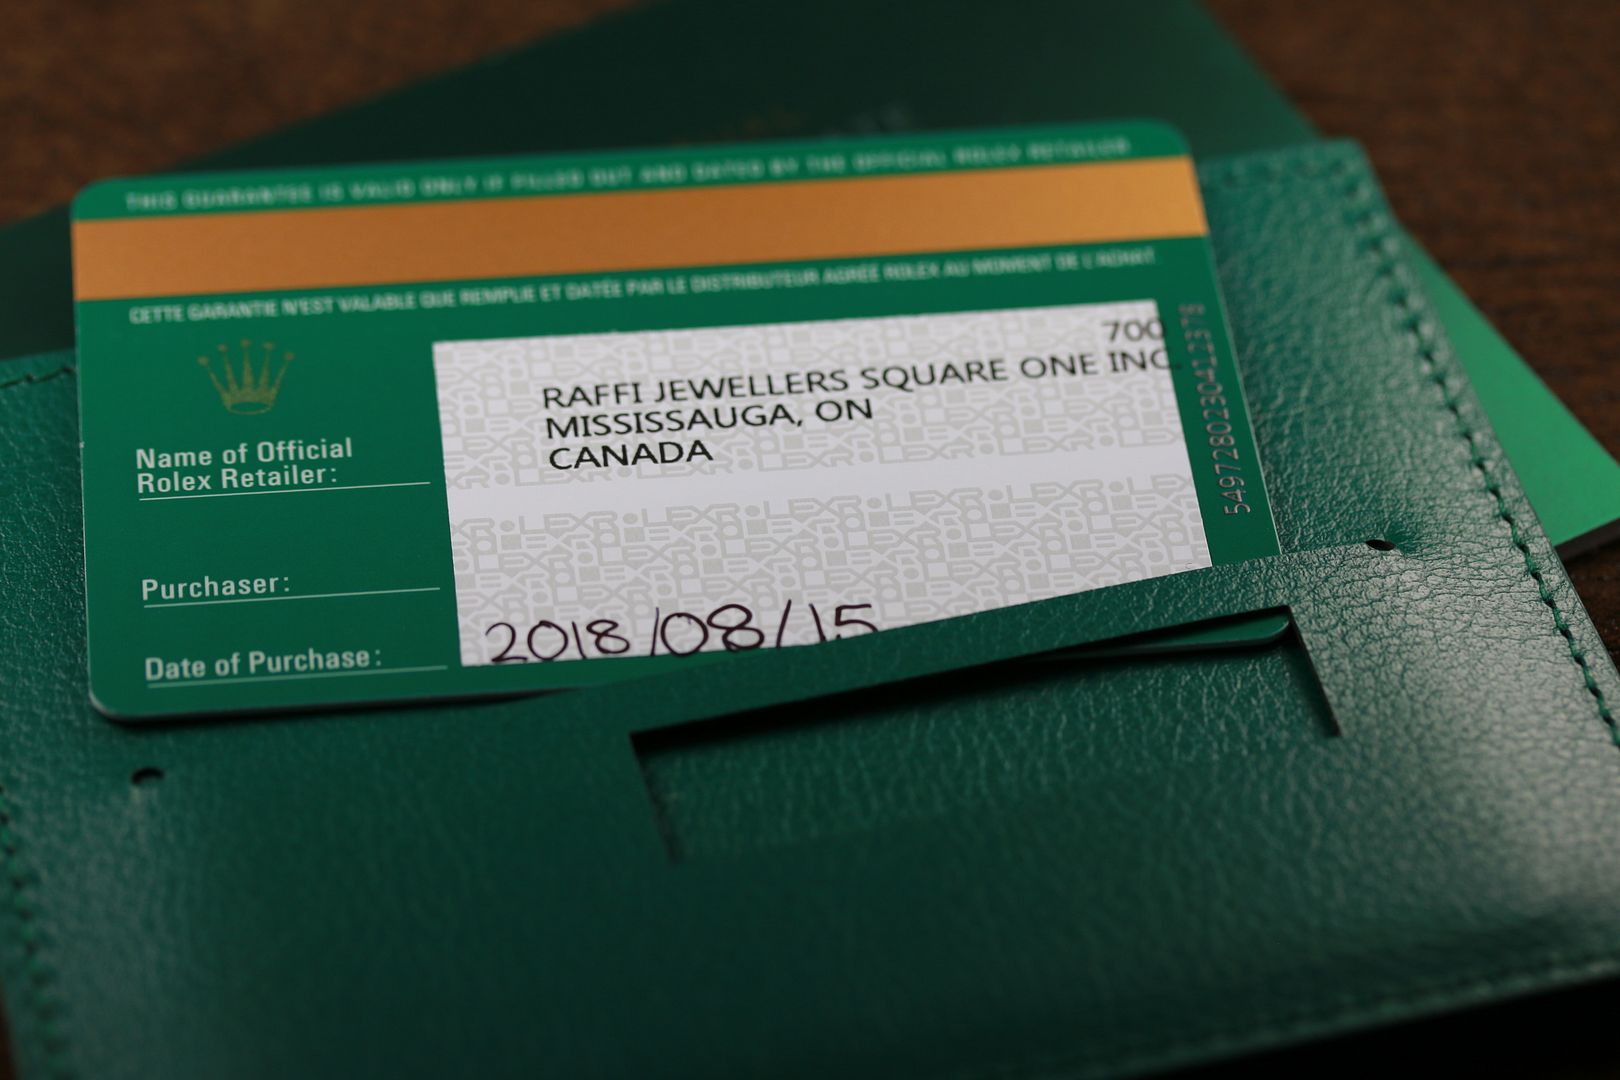 THIS GUARANTEE IS VALID ONLY IF FILLED OUT AND DATED BY THE OFFICIAL ROLEX RETAILER
CETTE GARANTIE N'EST VALABLE QUE REMPLIE ET DATÉE PAR LE DISTRIBUTEUR AGRÉÉ ROLEX AU MOMENT DE L'ACHAT.
700
RAFFI JEWELLERS SQUARE ONE INC.
MISSISSAUGA, ON
CANADA
Name of Official
Rolex Retailer:
Purchaser:
Date of Purchase:
2018/08/15